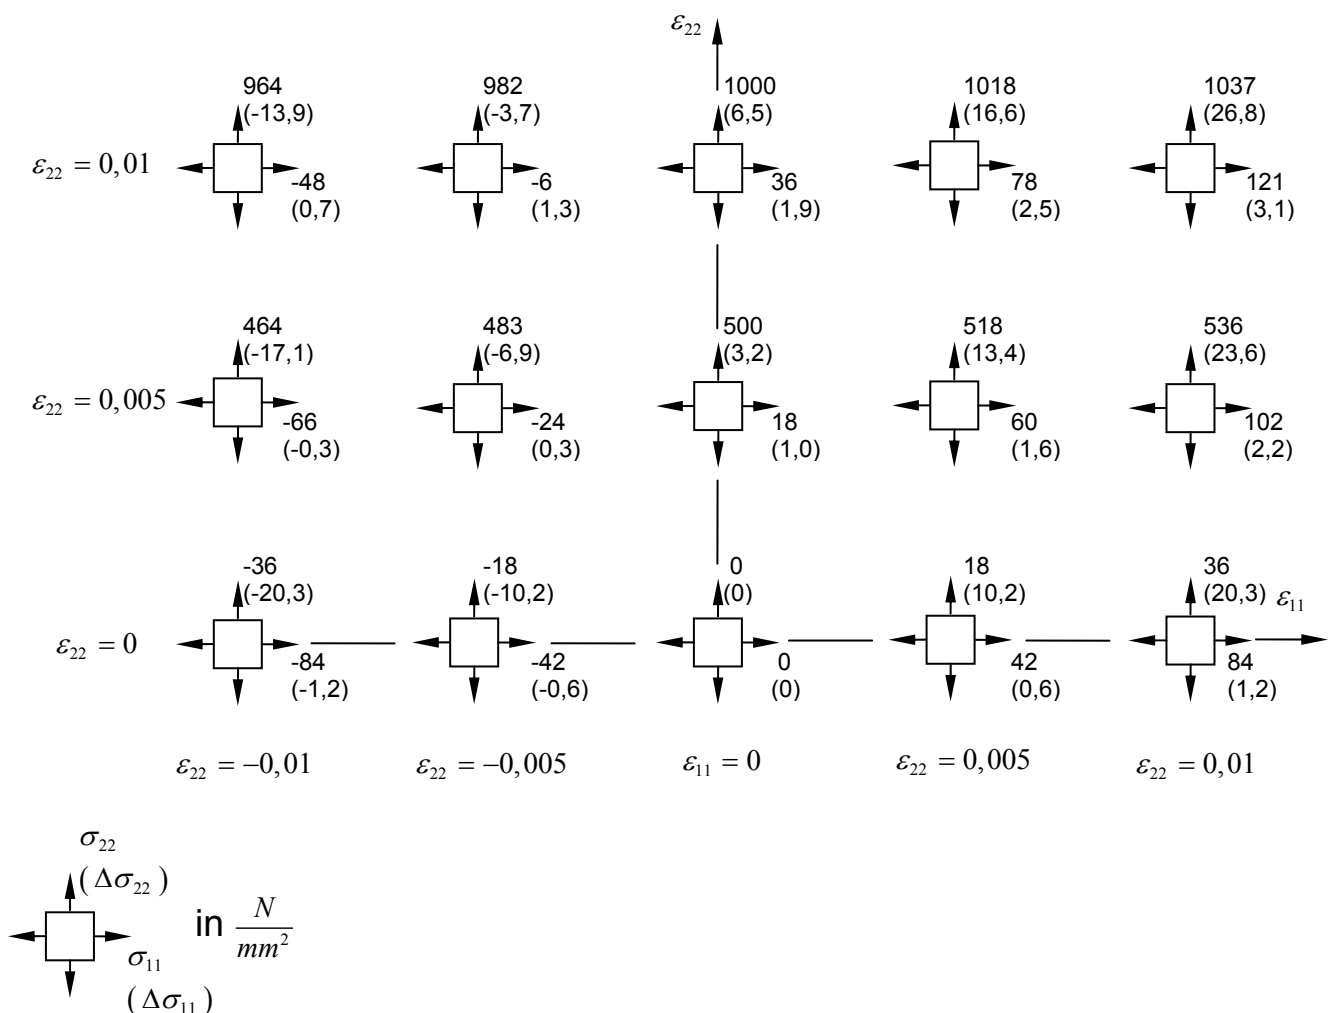 ε₂₂
964 982 1000 1018 1037
(-13,9) (-3,7) (6,5) (16,6) (26,8)
ε₂₂ = 0,01
-48 -6 36 78 121
(0,7) (1,3) (1,9) (2,5) (3,1)
464 483 500 518 536
(-17,1) (-6,9) (3,2) (13,4) (23,6)
ε₂₂ = 0,005
-66 -24 18 60 102
(-0,3) (0,3) (1,0) (1,6) (2,2)
-36 -18 0 18 36
(-20,3) (-10,2) (0) (10,2) (20,3) ε₁₁
ε₂₂ = 0
-84 -42 0 42 84
(-1,2) (-0,6) (0) (0,6) (1,2)
ε₂₂ = −0,01 ε₂₂ = −0,005 ε₁₁ = 0 ε₂₂ = 0,005 ε₂₂ = 0,01
σ₂₂
(Δσ₂₂)
in N/mm²
σ₁₁
(Δσ₁₁)